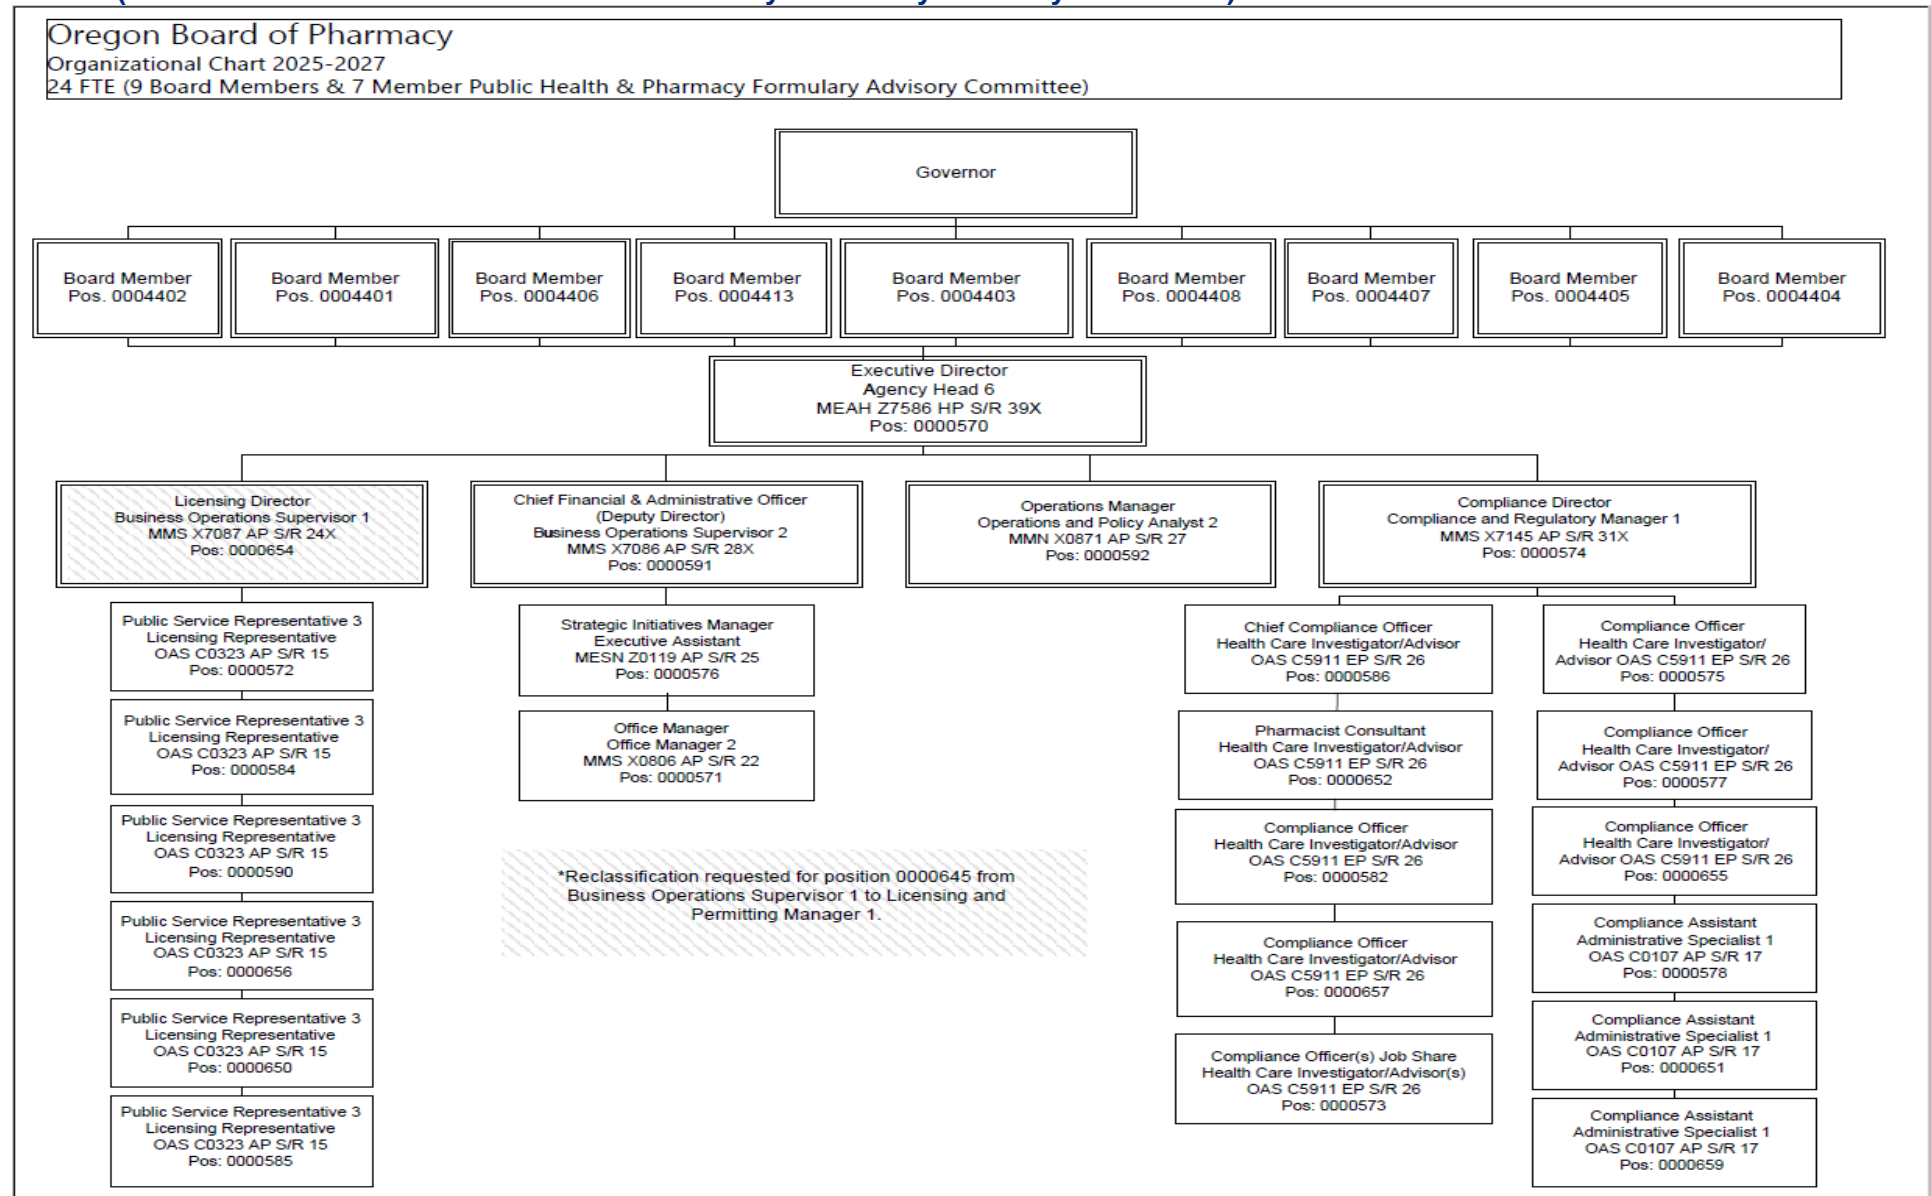 Oregon Board of Pharmacy
Organizational Chart 2025-2027
24 FTE (9 Board Members & 7 Member Public Health & Pharmacy Formulary Advisory Committee)
Governor
Board Member
Pos. 0004402
Board Member
Pos. 0004401
Board Member
Pos. 0004406
Board Member
Pos. 0004413
Board Member
Pos. 0004403
Board Member
Pos. 0004408
Board Member
Pos. 0004407
Board Member
Pos. 0004405
Board Member
Pos. 0004404
Executive Director
Agency Head 6
MEAH Z7586 HP S/R 39X
Pos: 0000570
Licensing Director
Business Operations Supervisor 1
MMS X7087 AP S/R 24X
Pos: 0000654
Chief Financial & Administrative Officer
(Deputy Director)
Business Operations Supervisor 2
MMS X7086 AP S/R 28X
Pos: 0000591
Operations Manager
Operations and Policy Analyst 2
MMN X0871 AP S/R 27
Pos: 0000592
Compliance Director
Compliance and Regulatory Manager 1
MMS X7145 AP S/R 31X
Pos: 0000574
Public Service Representative 3
Licensing Representative
OAS C0323 AP S/R 15
Pos: 0000572
Public Service Representative 3
Licensing Representative
OAS C0323 AP S/R 15
Pos: 0000584
Public Service Representative 3
Licensing Representative
OAS C0323 AP S/R 15
Pos: 0000590
Public Service Representative 3
Licensing Representative
OAS C0323 AP S/R 15
Pos: 0000656
Public Service Representative 3
Licensing Representative
OAS C0323 AP S/R 15
Pos: 0000650
Public Service Representative 3
Licensing Representative
OAS C0323 AP S/R 15
Pos: 0000585
Strategic Initiatives Manager
Executive Assistant
MESN Z0119 AP S/R 25
Pos: 0000576
Office Manager
Office Manager 2
MMS X0806 AP S/R 22
Pos: 0000571
*Reclassification requested for position 0000645 from
Business Operations Supervisor 1 to Licensing and
Permitting Manager 1.
Chief Compliance Officer
Health Care Investigator/Advisor
OAS C5911 EP S/R 26
Pos: 0000586
Pharmacist Consultant
Health Care Investigator/Advisor
OAS C5911 EP S/R 26
Pos: 0000652
Compliance Officer
Health Care Investigator/Advisor
OAS C5911 EP S/R 26
Pos: 0000582
Compliance Officer
Health Care Investigator/Advisor
OAS C5911 EP S/R 26
Pos: 0000657
Compliance Officer(s) Job Share
Health Care Investigator/Advisor(s)
OAS C5911 EP S/R 26
Pos: 0000573
Compliance Officer
Health Care Investigator/
Advisor OAS C5911 EP S/R 26
Pos: 0000575
Compliance Officer
Health Care Investigator/
Advisor OAS C5911 EP S/R 26
Pos: 0000577
Compliance Officer
Health Care Investigator/
Advisor OAS C5911 EP S/R 26
Pos: 0000655
Compliance Assistant
Administrative Specialist 1
OAS C0107 AP S/R 17
Pos: 0000578
Compliance Assistant
Administrative Specialist 1
OAS C0107 AP S/R 17
Pos: 0000651
Compliance Assistant
Administrative Specialist 1
OAS C0107 AP S/R 17
Pos: 0000659